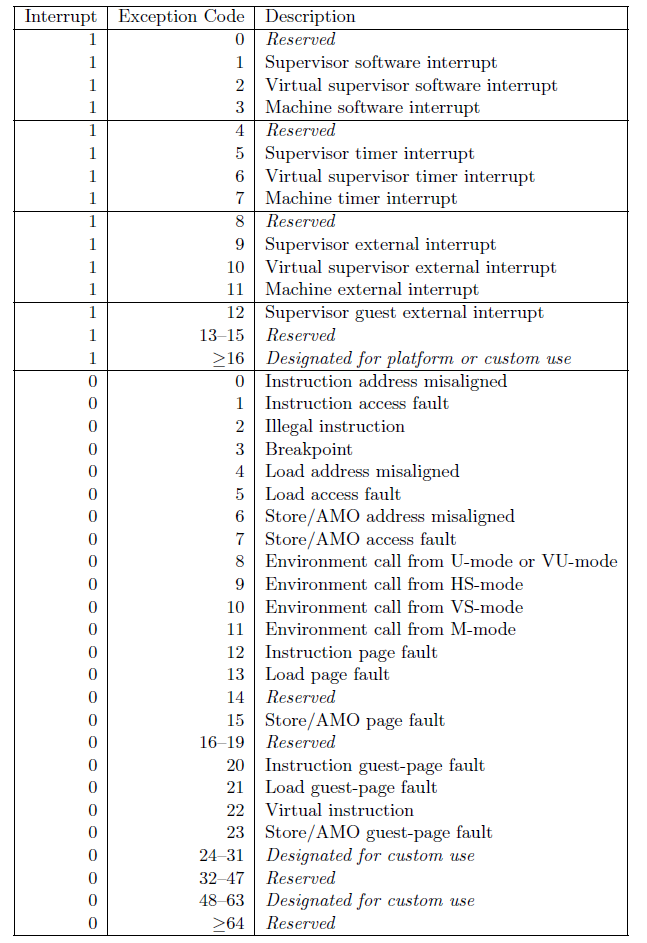 Interrupt Exception Code Description
1 0 Reserved
1 1 Supervisor software interrupt
1 2 Virtual supervisor software interrupt
1 3 Machine software interrupt
1 4 Reserved
1 5 Supervisor timer interrupt
1 6 Virtual supervisor timer interrupt
1 7 Machine timer interrupt
1 8 Reserved
1 9 Supervisor external interrupt
1 10 Virtual supervisor external interrupt
1 11 Machine external interrupt
1 12 Supervisor guest external interrupt
1 13–15 Reserved
1 ≥16 Designated for platform or custom use
0 0 Instruction address misaligned
0 1 Instruction access fault
0 2 Illegal instruction
0 3 Breakpoint
0 4 Load address misaligned
0 5 Load access fault
0 6 Store/AMO address misaligned
0 7 Store/AMO access fault
0 8 Environment call from U-mode or VU-mode
0 9 Environment call from HS-mode
0 10 Environment call from VS-mode
0 11 Environment call from M-mode
0 12 Instruction page fault
0 13 Load page fault
0 14 Reserved
0 15 Store/AMO page fault
0 16–19 Reserved
0 20 Instruction guest-page fault
0 21 Load guest-page fault
0 22 Virtual instruction
0 23 Store/AMO guest-page fault
0 24–31 Designated for custom use
0 32–47 Reserved
0 48–63 Designated for custom use
0 ≥64 Reserved